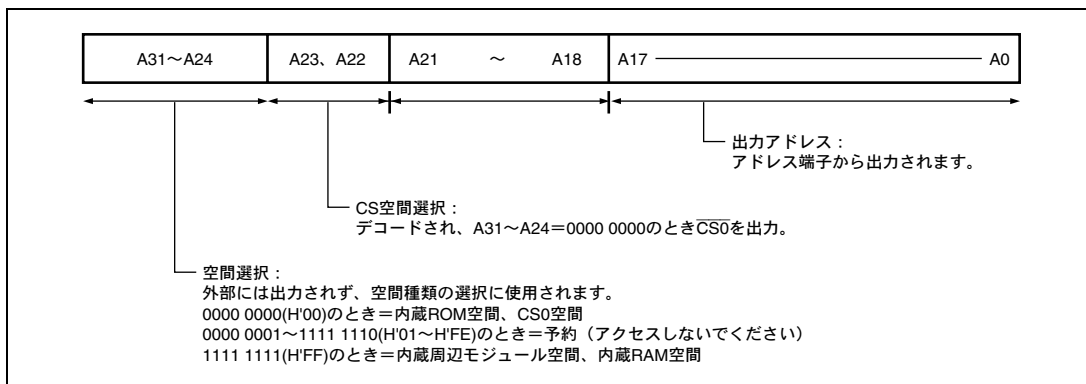 A31～A24 A23、A22 A21 ～ A18 A17 A0
出力アドレス：
アドレス端子から出力されます。
CS空間選択：
デコードされ、A31～A24＝0000 0000のときCS0を出力。
空間選択：
外部には出力されず、空間種類の選択に使用されます。
0000 0000(H'00)のとき＝内蔵ROM空間、CS0空間
0000 0001～1111 1110(H'01～H'FE)のとき＝予約（アクセスしないでください）
1111 1111(H'FF)のとき＝内蔵周辺モジュール空間、内蔵RAM空間